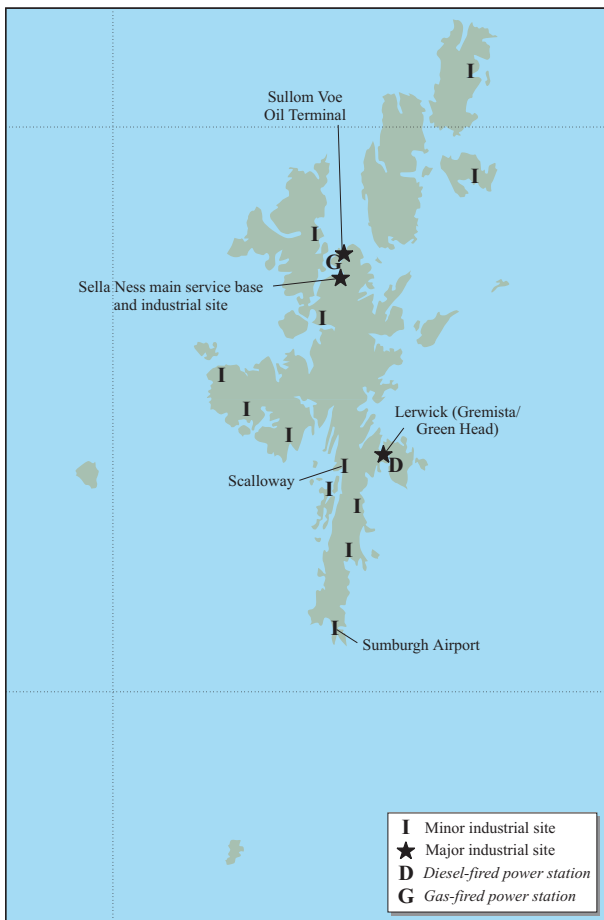 I
Sullom Voe
Oil Terminal
I
I
G
Sella Ness main service base
and industrial site
I
I
I
Lerwick (Gremista/
Green Head)
I
D
I
Scalloway
I
I
I
I
Sumburgh Airport
I Minor industrial site
Major industrial site
D Diesel-fired power station
G Gas-fired power station